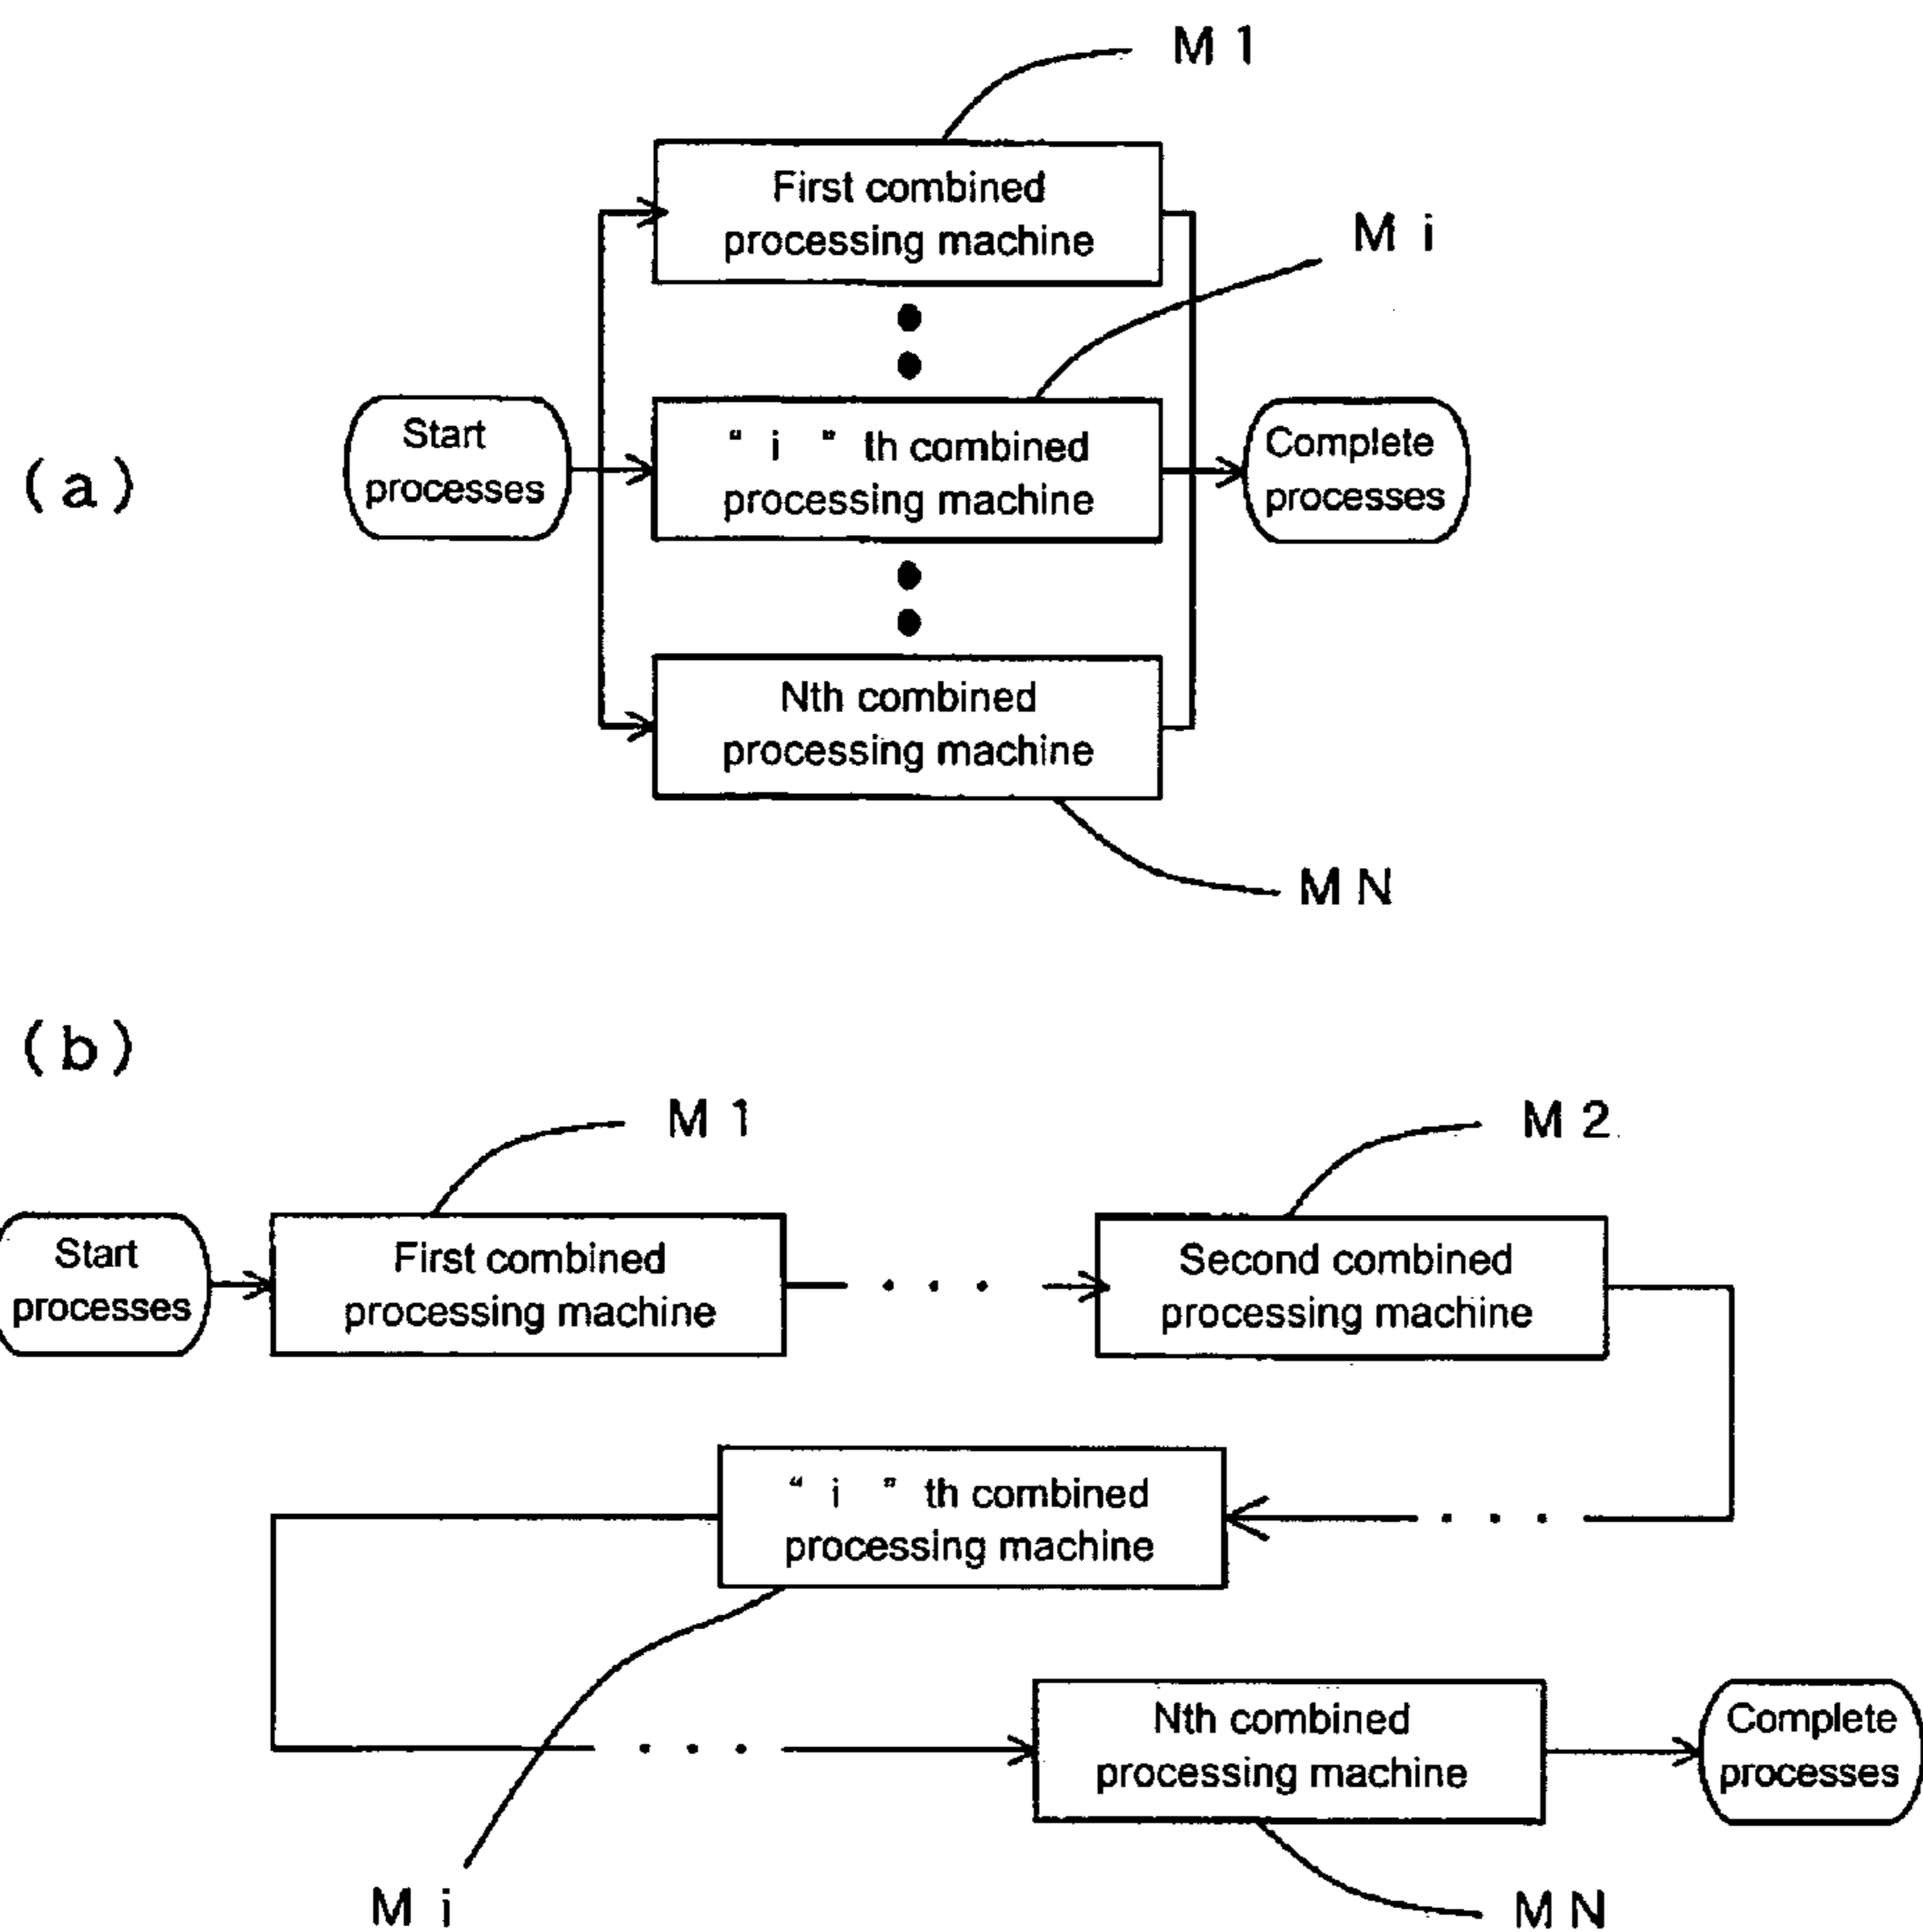 M 1
First combined
processing machine
M i
(a)
Start
processes
“ i ” th combined
processing machine
Complete
processes
Nth combined
processing machine
M N
(b)
M 1
M 2
Start
processes
First combined
processing machine
Second combined
processing machine
“ i ” th combined
processing machine
Nth combined
processing machine
Complete
processes
M i
M N